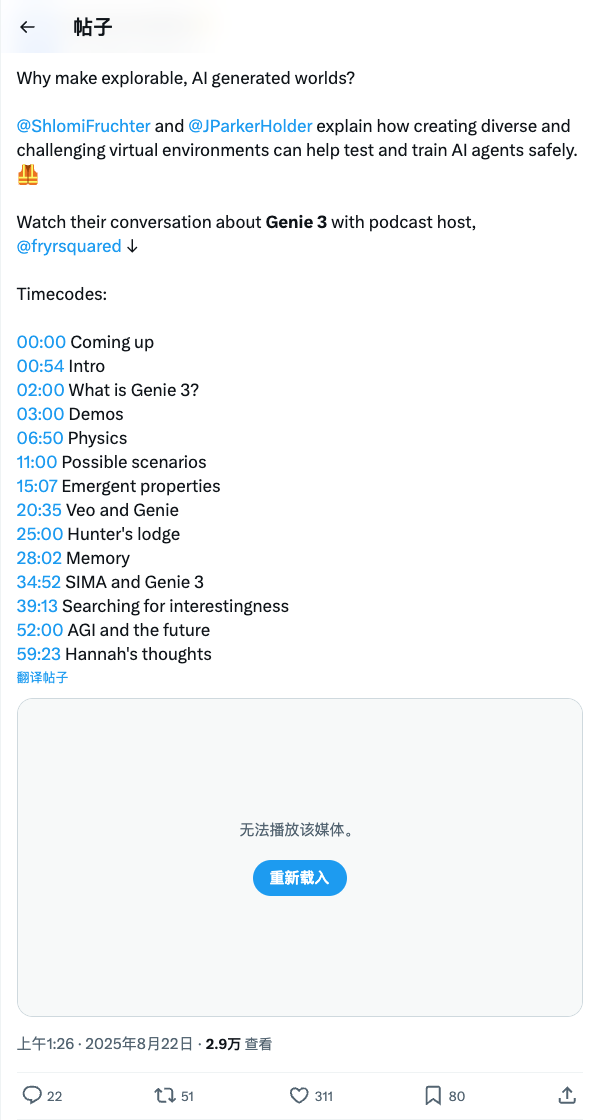 帖子
Why make explorable, AI generated worlds?
@ShlomiFruchter and @JParkerHolder explain how creating diverse and
challenging virtual environments can help test and train AI agents safely.
🦺
Watch their conversation about Genie 3 with podcast host,
@fryrsquared ↓
Timecodes:
00:00 Coming up
00:54 Intro
02:00 What is Genie 3?
03:00 Demos
06:50 Physics
11:00 Possible scenarios
15:07 Emergent properties
20:35 Veo and Genie
25:00 Hunter's lodge
28:02 Memory
34:52 SIMA and Genie 3
39:13 Searching for interestingness
52:00 AGI and the future
59:23 Hannah's thoughts
翻译帖子
无法播放该媒体。
重新载入
上午1:26 · 2025年8月22日 · 2.9万 查看
22 51 311 80